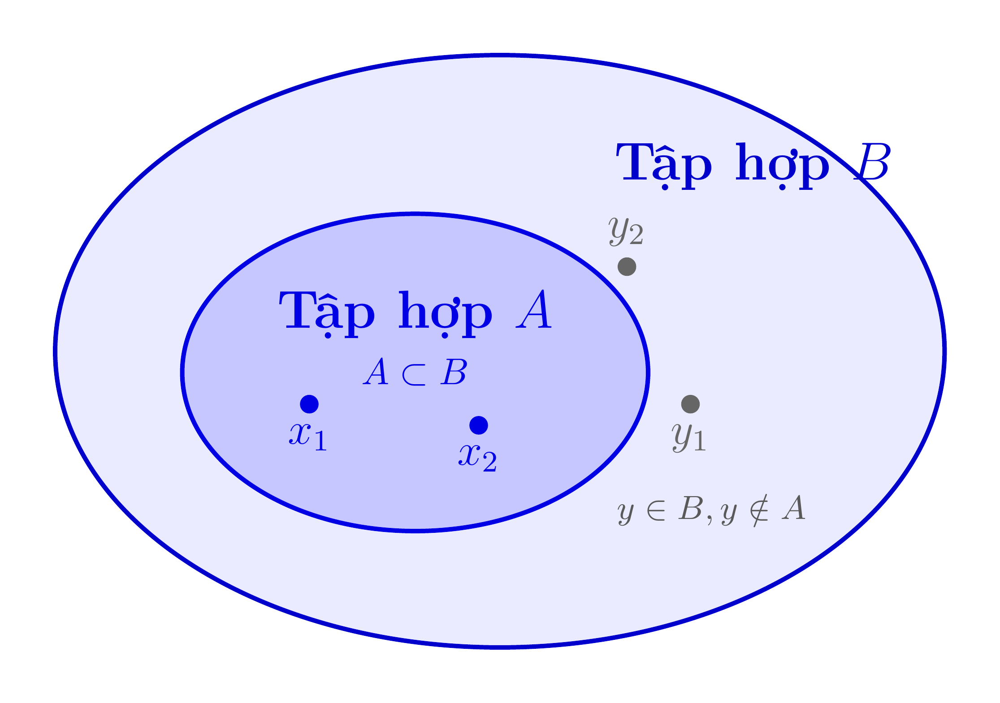 Tập hợp B
y₂
Tập hợp A
A ⊂ B
x₁
x₂
y₁
y ∈ B, y ∉ A